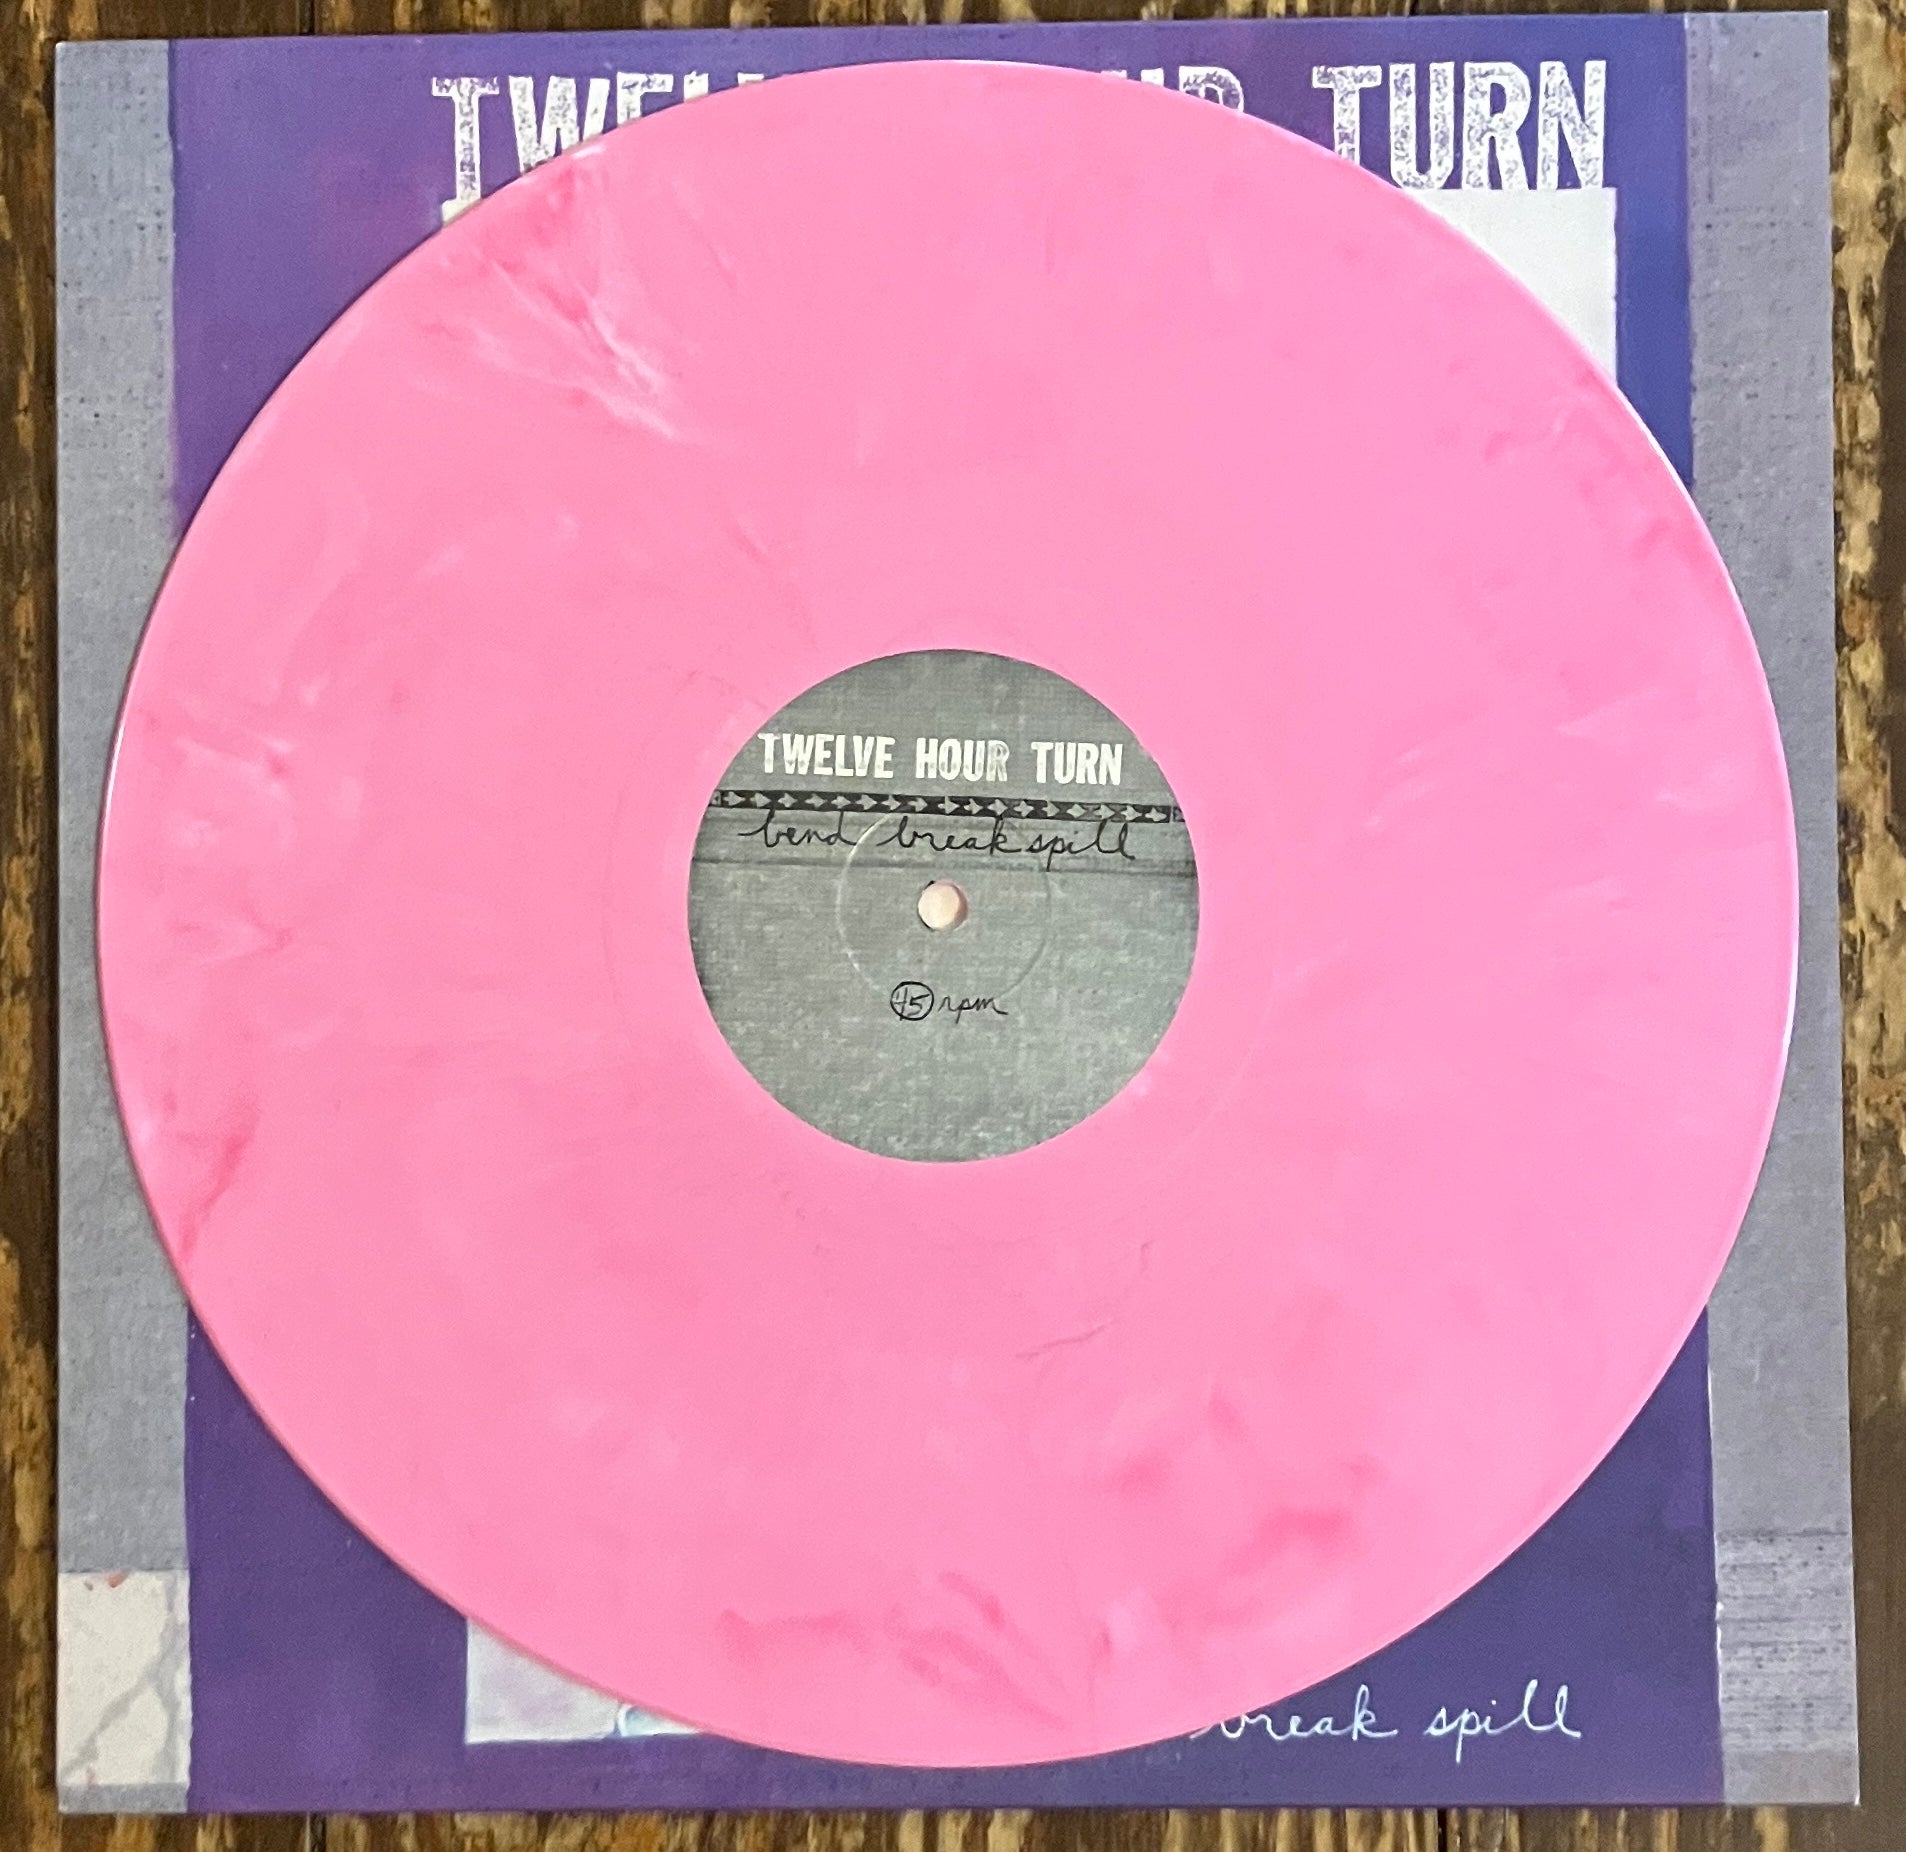 TURN
TWELVE HOUR TURN
bend break spill
45 rpm
break spill